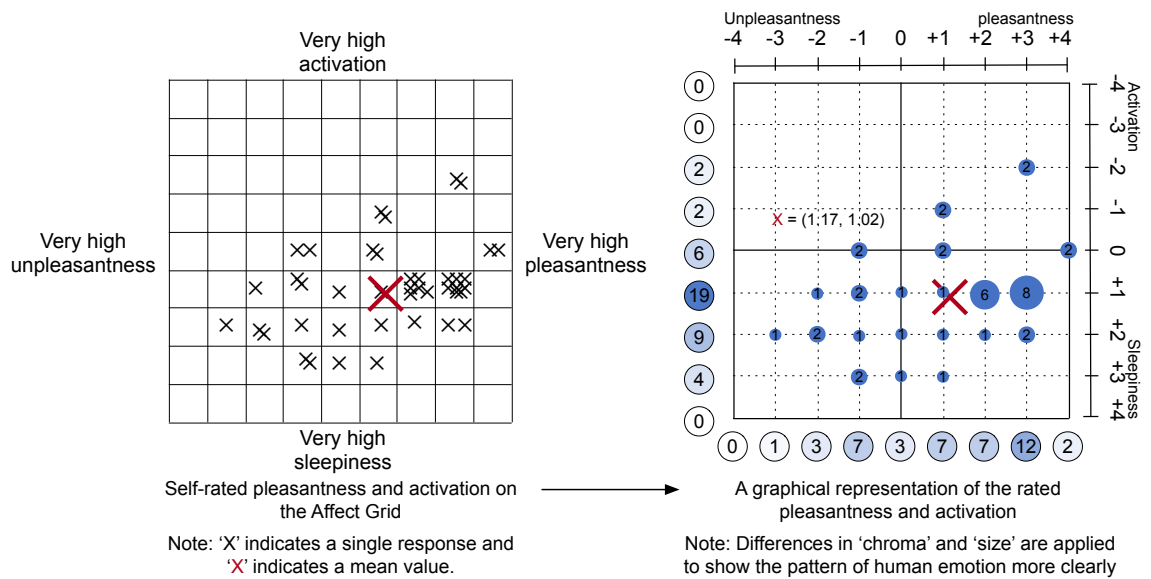 Very high
activation
Very high
unpleasantness
Very high
pleasantness
Very high
sleepiness
Self-rated pleasantness and activation on
the Affect Grid
Note: ‘X’ indicates a single response and
‘X’ indicates a mean value.
Unpleasantness pleasantness
-4 -3 -2 -1 0 +1 +2 +3 +4
Activation
Sleepiness
-4
-3
-2
-1
0
+1
+2
+3
+4
0
0
2
2
6
19
9
4
0
2
2
X = (1.17, 1.02)
2 2 2
1 2 1 1 6 8
1 2 1 1 1 1 2
2 1 1
0 1 3 7 3 7 7 12 2
A graphical representation of the rated
pleasantness and activation
Note: Differences in ‘chroma’ and ‘size’ are applied
to show the pattern of human emotion more clearly